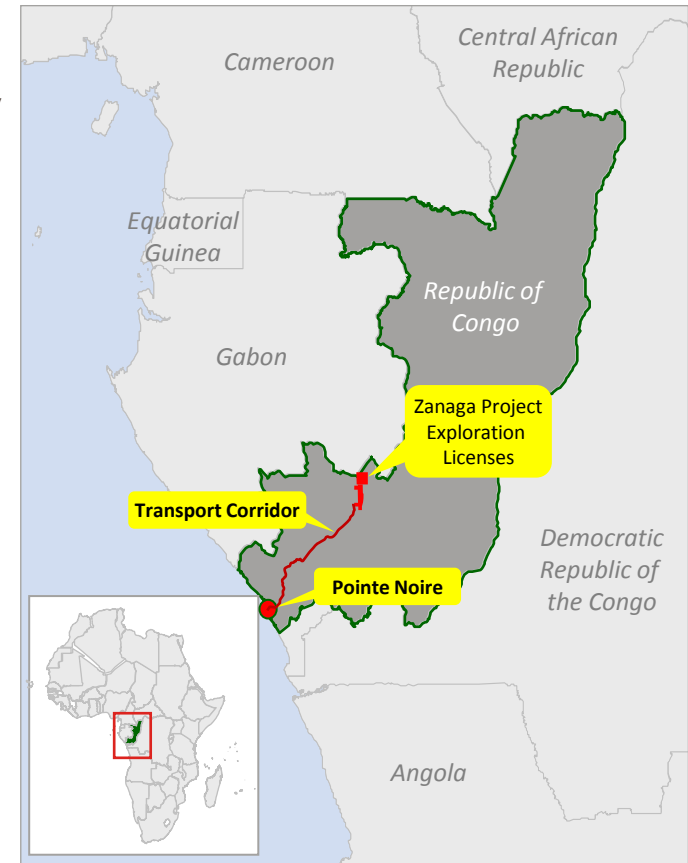 Cameroon
Central African
Republic
Equatorial
Guinea
Republic of
Congo
Gabon
Zanaga Project
Exploration
Licenses
Transport Corridor
Democratic
Republic of
the Congo
Pointe Noire
Angola